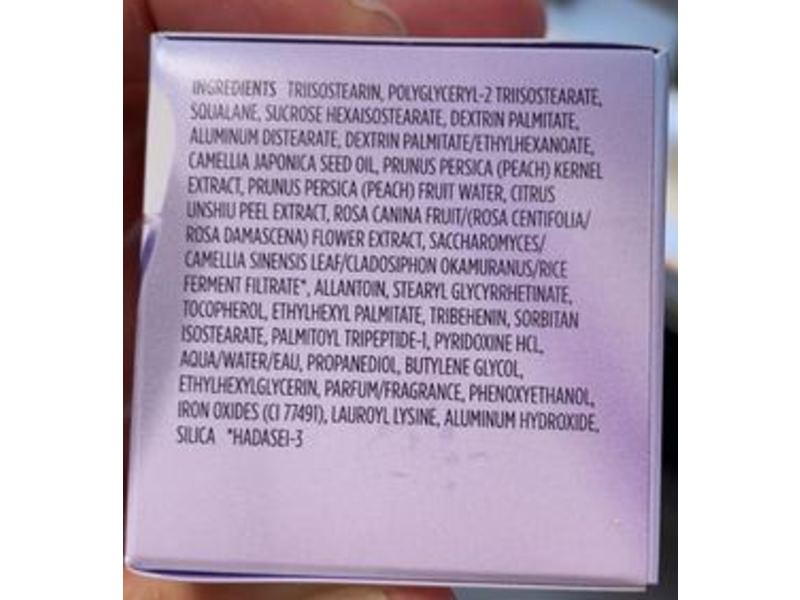 INGREDIENTS TRIISOSTEARIN, POLYGLYCERYL-2 TRIISOSTEARATE,
SQUALANE, SUCROSE HEXAISOSTEARATE, DEXTRIN PALMITATE,
ALUMINUM DISTEARATE, DEXTRIN PALMITATE/ETHYLHEXANOATE,
CAMELLIA JAPONICA SEED OIL, PRUNUS PERSICA (PEACH) KERNEL
EXTRACT, PRUNUS PERSICA (PEACH) FRUIT WATER, CITRUS
UNSHIU PEEL EXTRACT, ROSA CANINA FRUIT/(ROSA CENTIFOLIA/
ROSA DAMASCENA) FLOWER EXTRACT, SACCHAROMYCES/
CAMELLIA SINENSIS LEAF/CLADOSIPHON OKAMURANUS/RICE
FERMENT FILTRATE*, ALLANTOIN, STEARYL GLYCYRRHETINATE,
TOCOPHEROL, ETHYLHEXYL PALMITATE, TRIBEHENIN, SORBITAN
ISOSTEARATE, PALMITOYL TRIPEPTIDE-1, PYRIDOXINE HCL,
AQUA/WATER/EAU, PROPANEDIOL, BUTYLENE GLYCOL,
ETHYLHEXYLGLYCERIN, PARFUM/FRAGRANCE, PHENOXYETHANOL,
IRON OXIDES (CI 77491), LAUROYL LYSINE, ALUMINUM HYDROXIDE,
SILICA *HADASEI-3